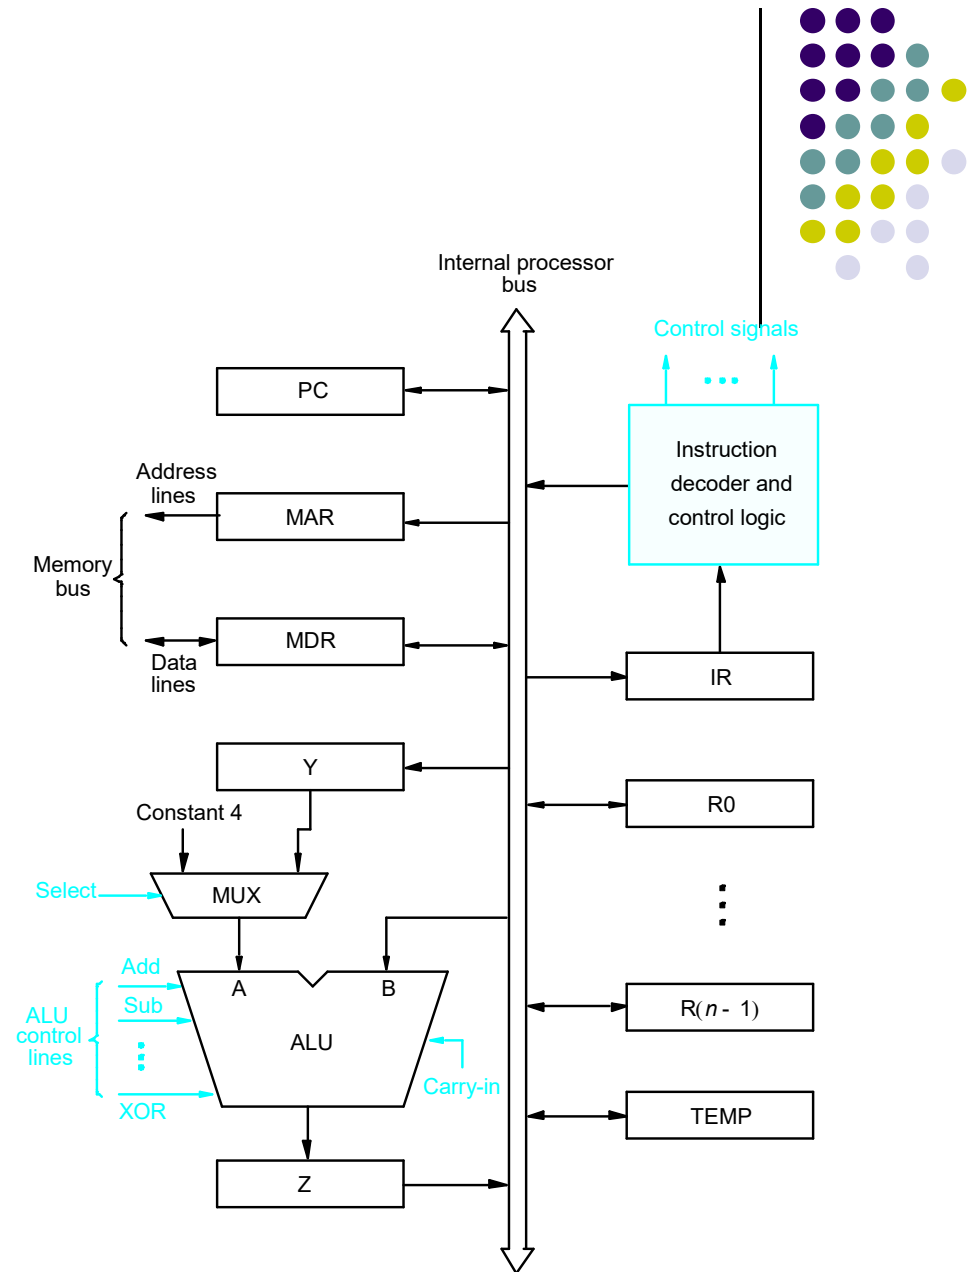 Internal processor
bus
Control signals
PC
Instruction
decoder and
control logic
Address
lines
MAR
Memory
bus
MDR
Data
lines
IR
Y
Constant 4
R0
Select
MUX
Add
A
B
Sub
R(n - 1)
ALU
control
lines
ALU
Carry-in
XOR
TEMP
Z